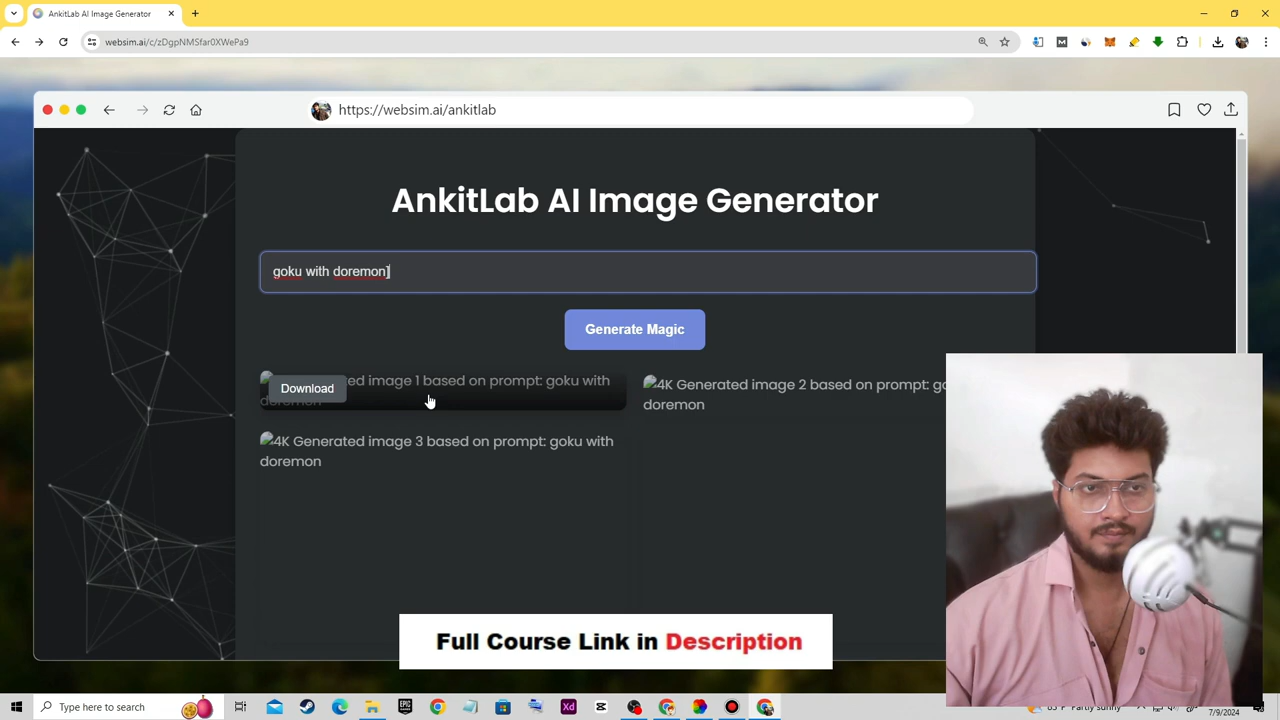 AnkitLab AI Image Generator
websim.ai/c/zDgpNMSfar0XWePa9
https://websim.ai/ankitlab
AnkitLab AI Image Generator
goku with doremon]
Generate Magic
Download
ed image 1 based on prompt: goku with
4K Generated image 2 based on prompt: go
doremon
4K Generated image 3 based on prompt: goku with
doremon
Full Course Link in Description
Type here to search
7/9/2024